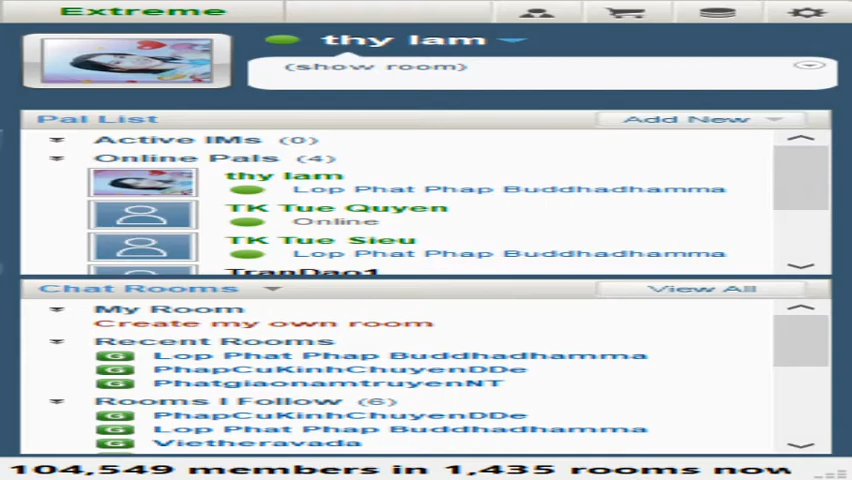 Extreme
thy lam
(show room)
Pal List
Add New
Active IMs (0)
Online Pals (4)
thy lam
Lop Phat Phap Buddhadhamma
TK Tue Quyen
Online
TK Tue Sieu
Lop Phat Phap Buddhadhamma
TranDao1
Chat Rooms
View All
My Room
Create my own room
Recent Rooms
G Lop Phat Phap Buddhadhamma
G PhapCuKinhChuyenDDe
G PhatgiaonamtruyenNT
Rooms I Follow (6)
G PhapCuKinhChuyenDDe
G Lop Phat Phap Buddhadhamma
G Vietheravada
104,549 members in 1,435 rooms now